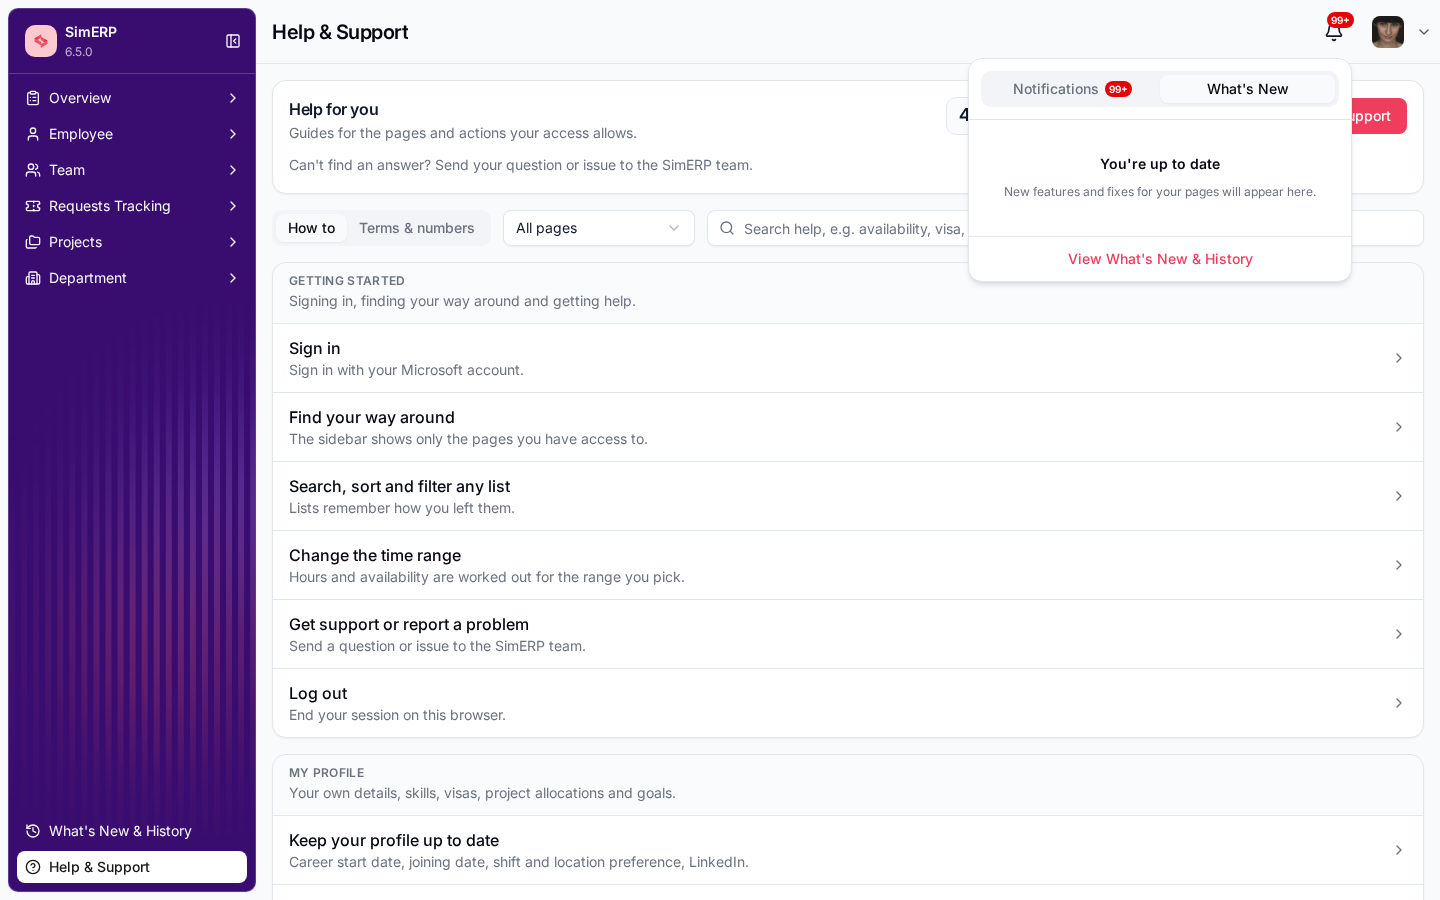 SimERP
6.5.0
Overview
Employee
Team
Requests Tracking
Projects
Department
What's New & History
Help & Support
Help & Support
99+
Notifications 99+
What's New
You're up to date
New features and fixes for your pages will appear here.
View What's New & History
Help for you
Guides for the pages and actions your access allows.
Can't find an answer? Send your question or issue to the SimERP team.
4
upport
How to
Terms & numbers
All pages
Search help, e.g. availability, visa,
GETTING STARTED
Signing in, finding your way around and getting help.
Sign in
Sign in with your Microsoft account.
Find your way around
The sidebar shows only the pages you have access to.
Search, sort and filter any list
Lists remember how you left them.
Change the time range
Hours and availability are worked out for the range you pick.
Get support or report a problem
Send a question or issue to the SimERP team.
Log out
End your session on this browser.
MY PROFILE
Your own details, skills, visas, project allocations and goals.
Keep your profile up to date
Career start date, joining date, shift and location preference, LinkedIn.